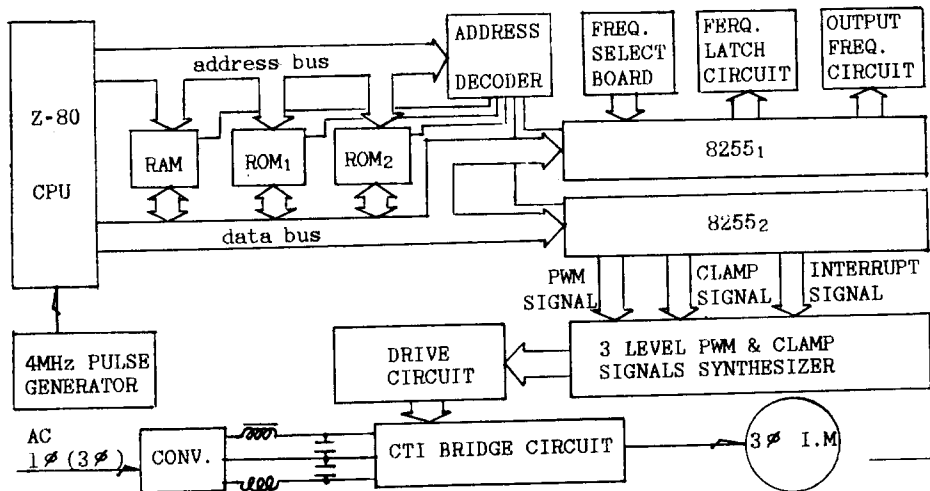 Z-80
CPU
address bus
RAM
ROM1
ROM2
data bus
ADDRESS
DECODER
FREQ.
SELECT
BOARD
FERQ.
LATCH
CIRCUIT
OUTPUT
FREQ.
CIRCUIT
8255₁
8255₂
PWM
SIGNAL
CLAMP
SIGNAL
INTERRUPT
SIGNAL
4MHz PULSE
GENERATOR
DRIVE
CIRCUIT
3 LEVEL PWM & CLAMP
SIGNALS SYNTHESIZER
AC
1ø(3ø)
CONV.
CTI BRIDGE CIRCUIT
3ø I.M